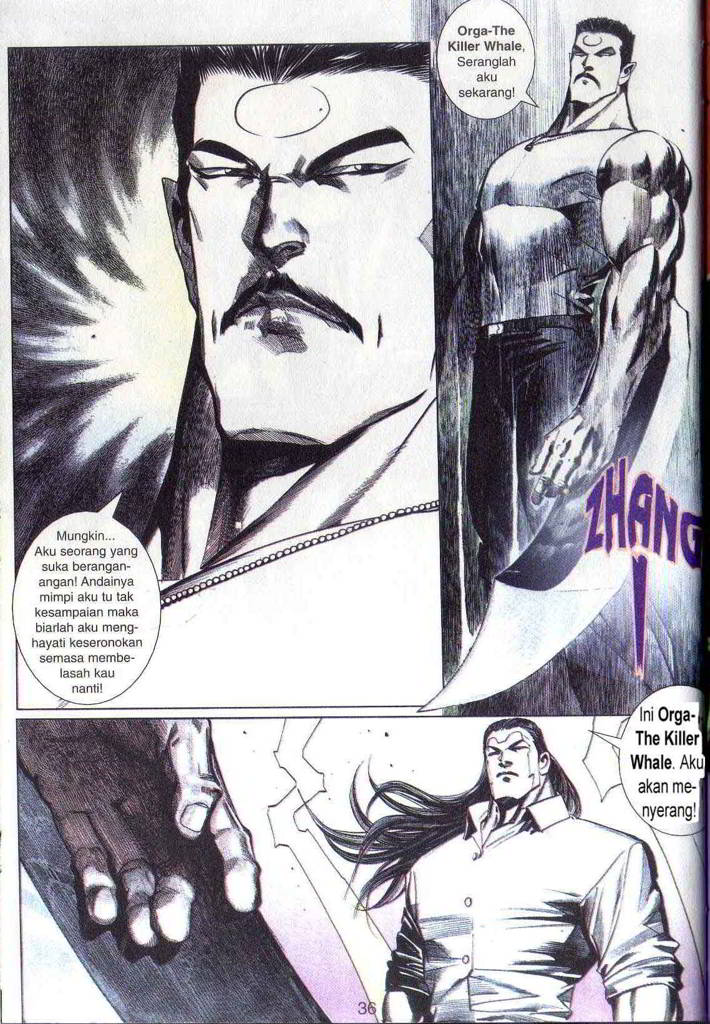 Mungkin...
Aku seorang yang
suka berangan-
angan! Andainya
mimpi aku tu tak
kesampaian maka
biarlah aku meng-
hayati keseronokan
semasa membe-
lasah kau
nanti!
Orga-The
Killer Whale,
Seranglah
aku
sekarang!
ZHANG!
Ini Orga-
The Killer
Whale. Aku
akan me-
nyerang!
36